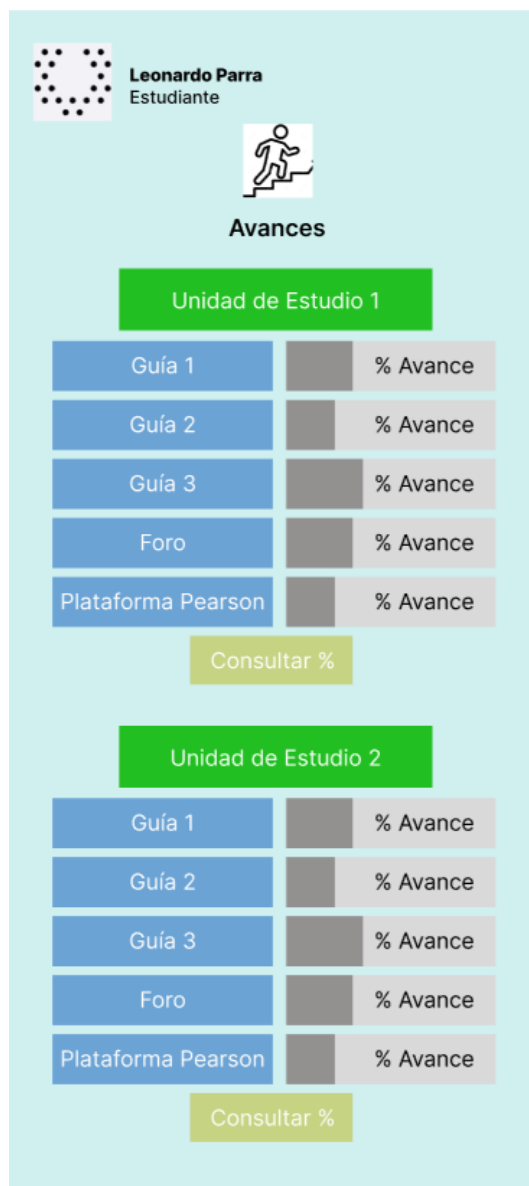 Leonardo Parra
Estudiante
Avances
Unidad de Estudio 1
Guía 1
% Avance
Guía 2
% Avance
Guía 3
% Avance
Foro
% Avance
Plataforma Pearson
% Avance
Consultar %
Unidad de Estudio 2
Guía 1
% Avance
Guía 2
% Avance
Guía 3
% Avance
Foro
% Avance
Plataforma Pearson
% Avance
Consultar %